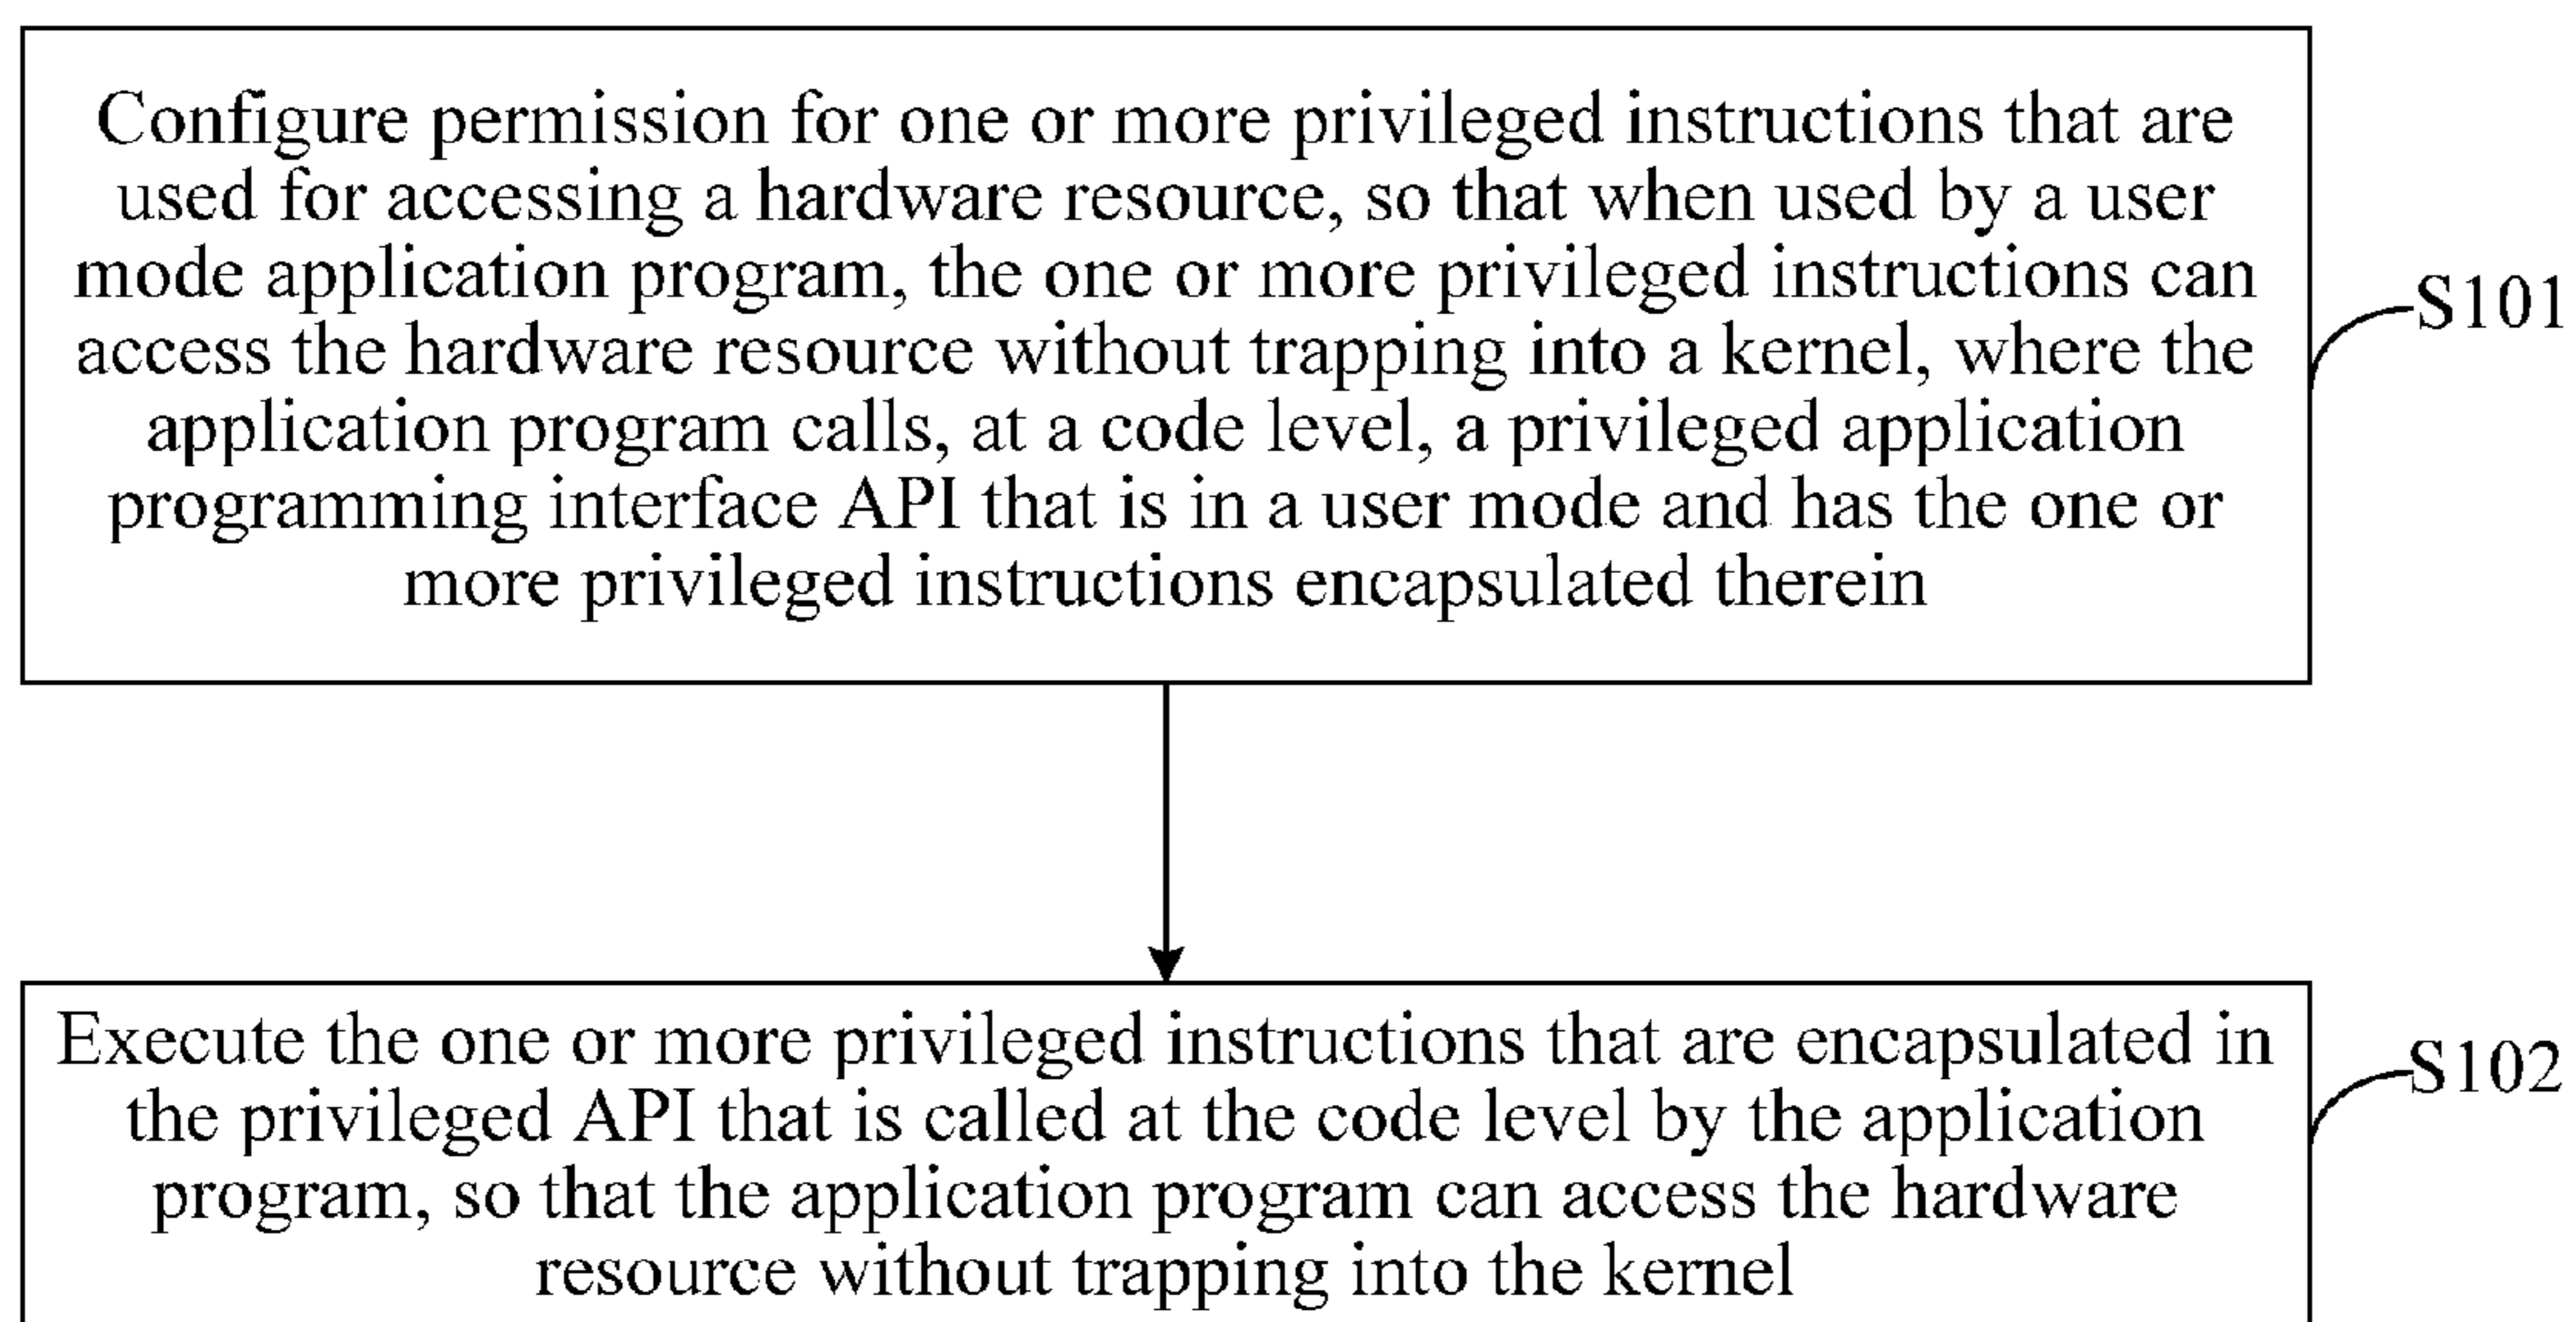 Configure permission for one or more privileged instructions that are
used for accessing a hardware resource, so that when used by a user
mode application program, the one or more privileged instructions can
access the hardware resource without trapping into a kernel, where the
application program calls, at a code level, a privileged application
programming interface API that is in a user mode and has the one or
more privileged instructions encapsulated therein
S101
Execute the one or more privileged instructions that are encapsulated in
the privileged API that is called at the code level by the application
program, so that the application program can access the hardware
resource without trapping into the kernel
S102